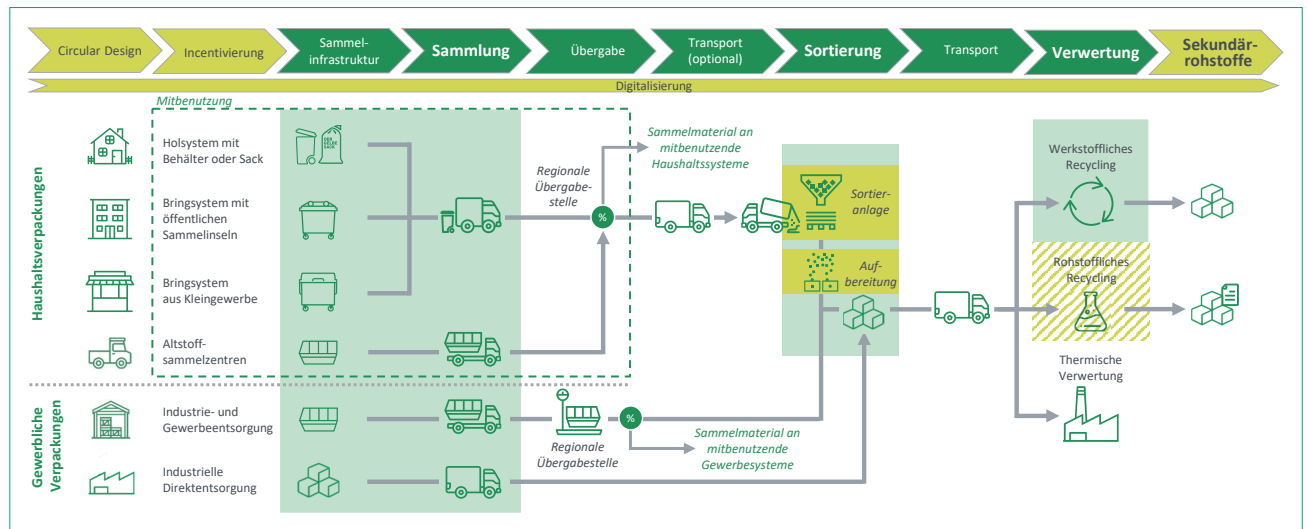 Circular Design
Incentivierung
Sammel-
infrastruktur
Sammlung
Übergabe
Transport
(optional)
Sortierung
Transport
Verwertung
Sekundär-
rohstoffe
Digitalisierung
Mitbenutzung
Haushaltsverpackungen
Holsystem mit
Behälter oder Sack
DER
GELBE
SACK
Bringsystem mit
öffentlichen
Sammelinseln
Bringsystem
aus Kleingewerbe
Altstoff-
sammelzentren
Regionale
Übergabe-
stelle
%
Sammelmaterial an
mitbenutzende
Haushaltssysteme
Sortier-
anlage
Auf-
bereitung
Werkstoffliches
Recycling
Rohstoffliches
Recycling
Thermische
Verwertung
Gewerbliche
Verpackungen
Industrie- und
Gewerbeentsorgung
Industrielle
Direktentsorgung
Regionale
Übergabestelle
%
Sammelmaterial an
mitbenutzende
Gewerbesysteme